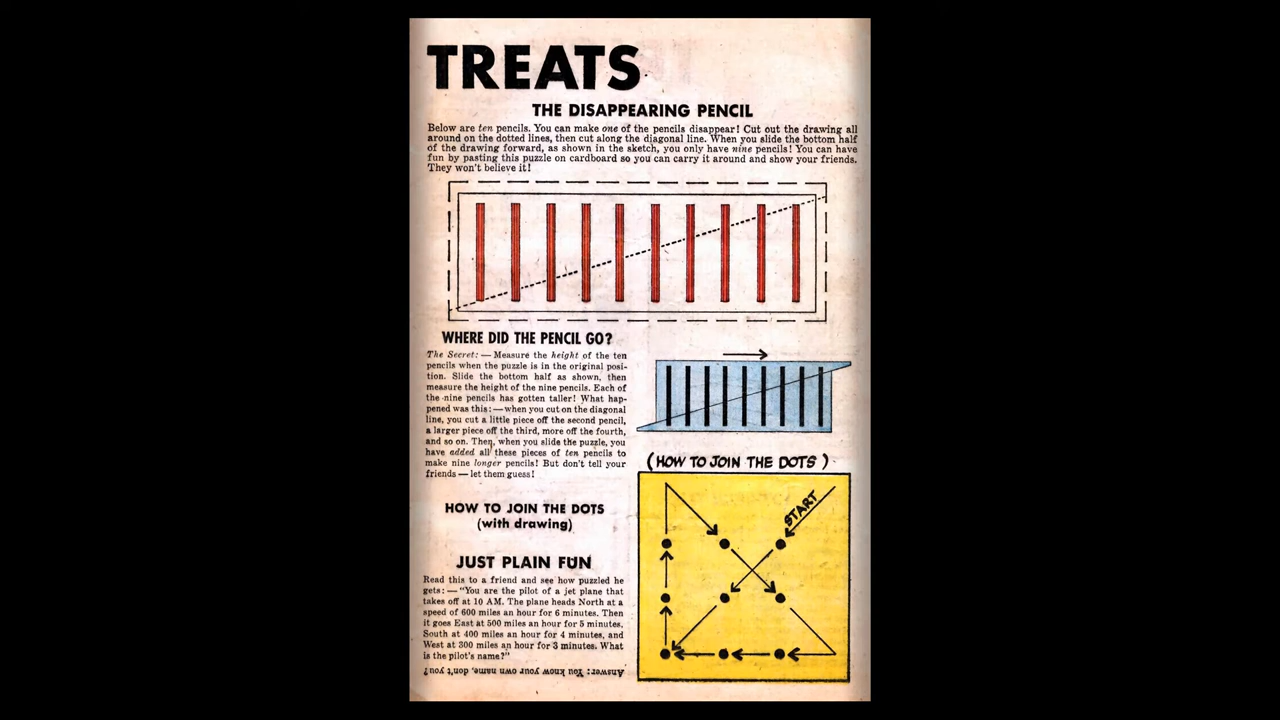 TREATS
THE DISAPPEARING PENCIL
Below are ten pencils. You can make one of the pencils disappear! Cut out the drawing all
around on the dotted lines, then cut along the diagonal line. When you slide the bottom half
of the drawing forward, as shown in the sketch, you only have nine pencils! You can have
fun by pasting this puzzle on cardboard so you can carry it around and show your friends.
They won't believe it!
WHERE DID THE PENCIL GO?
The Secret: — Measure the height of the ten
pencils when the puzzle is in the original posi-
tion. Slide the bottom half as shown, then
measure the height of the nine pencils. Each of
the nine pencils has gotten taller! What hap-
pened was this: — when you cut on the diagonal
line, you cut a little piece off the second pencil,
a larger piece off the third, more off the fourth,
and so on. Then, when you slide the puzzle, you
have added all these pieces of ten pencils to
make nine longer pencils! But don't tell your
friends — let them guess!
HOW TO JOIN THE DOTS
(with drawing)
JUST PLAIN FUN
Read this to a friend and see how puzzled he
gets: — "You are the pilot of a jet plane that
takes off at 10 AM. The plane heads North at a
speed of 600 miles an hour for 6 minutes. Then
it goes East at 500 miles an hour for 5 minutes,
South at 400 miles an hour for 4 minutes, and
West at 300 miles an hour for 3 minutes. What
is the pilot's name?"
Answer: You know your own name, don't you?
(HOW TO JOIN THE DOTS)
START